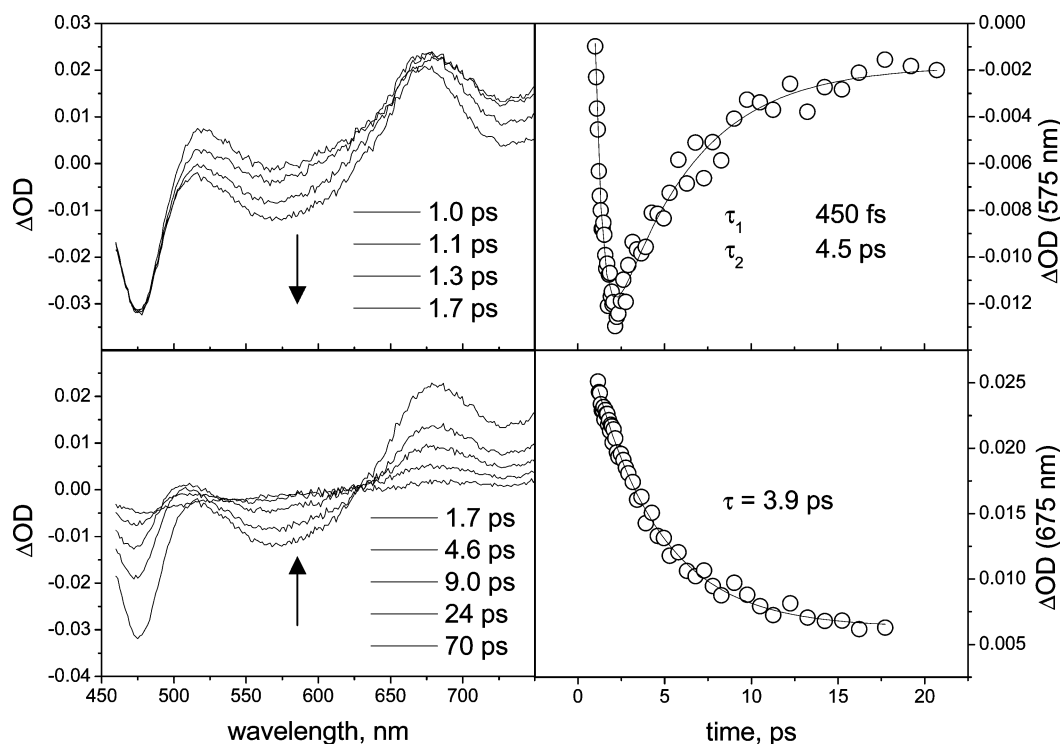 0.03
0.02
0.01
0.00
-0.01
-0.02
-0.03
ΔOD
1.0 ps
1.1 ps
1.3 ps
1.7 ps
0.000
-0.002
-0.004
-0.006
-0.008
-0.010
-0.012
ΔOD (575 nm)
τ1 450 fs
τ2 4.5 ps
0.02
0.01
0.00
-0.01
-0.02
-0.03
-0.04
ΔOD
1.7 ps
4.6 ps
9.0 ps
24 ps
70 ps
450 500 550 600 650 700
wavelength, nm
0.025
0.020
0.015
0.010
0.005
ΔOD (675 nm)
τ = 3.9 ps
0 5 10 15 20
time, ps